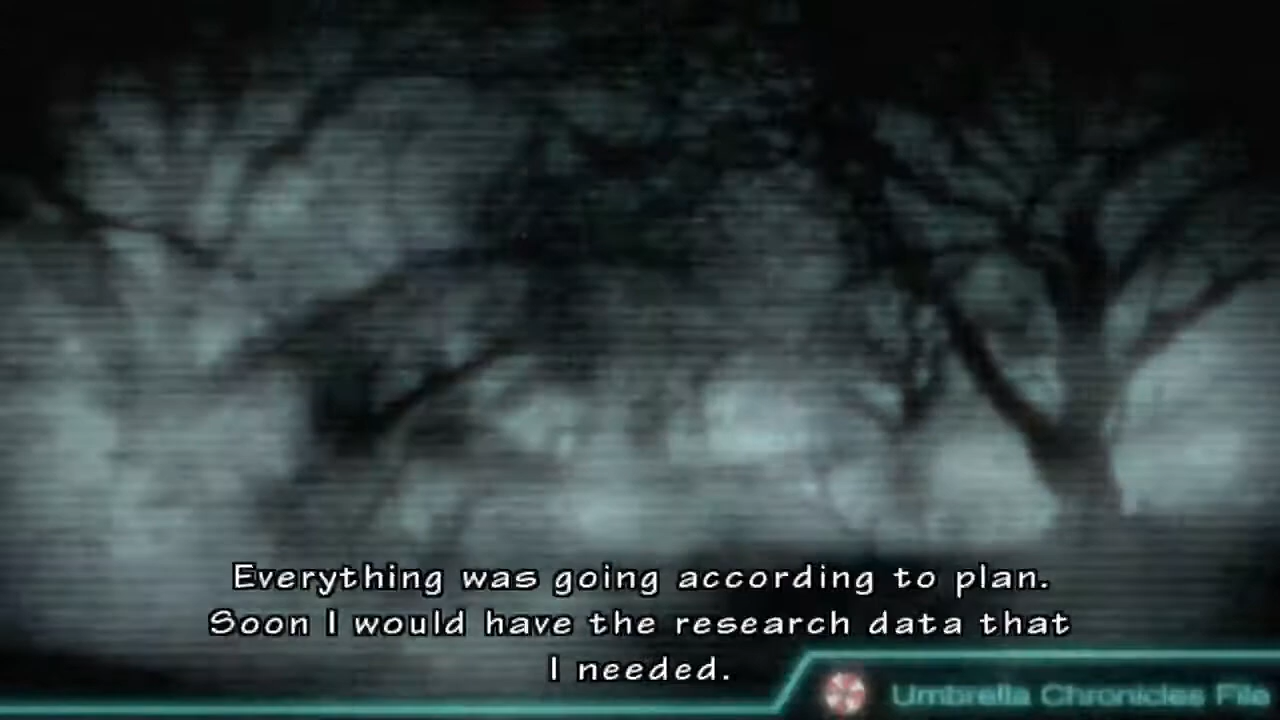 Everything was going according to plan.
Soon I would have the research data that
I needed.
Umbrella Chronicles File